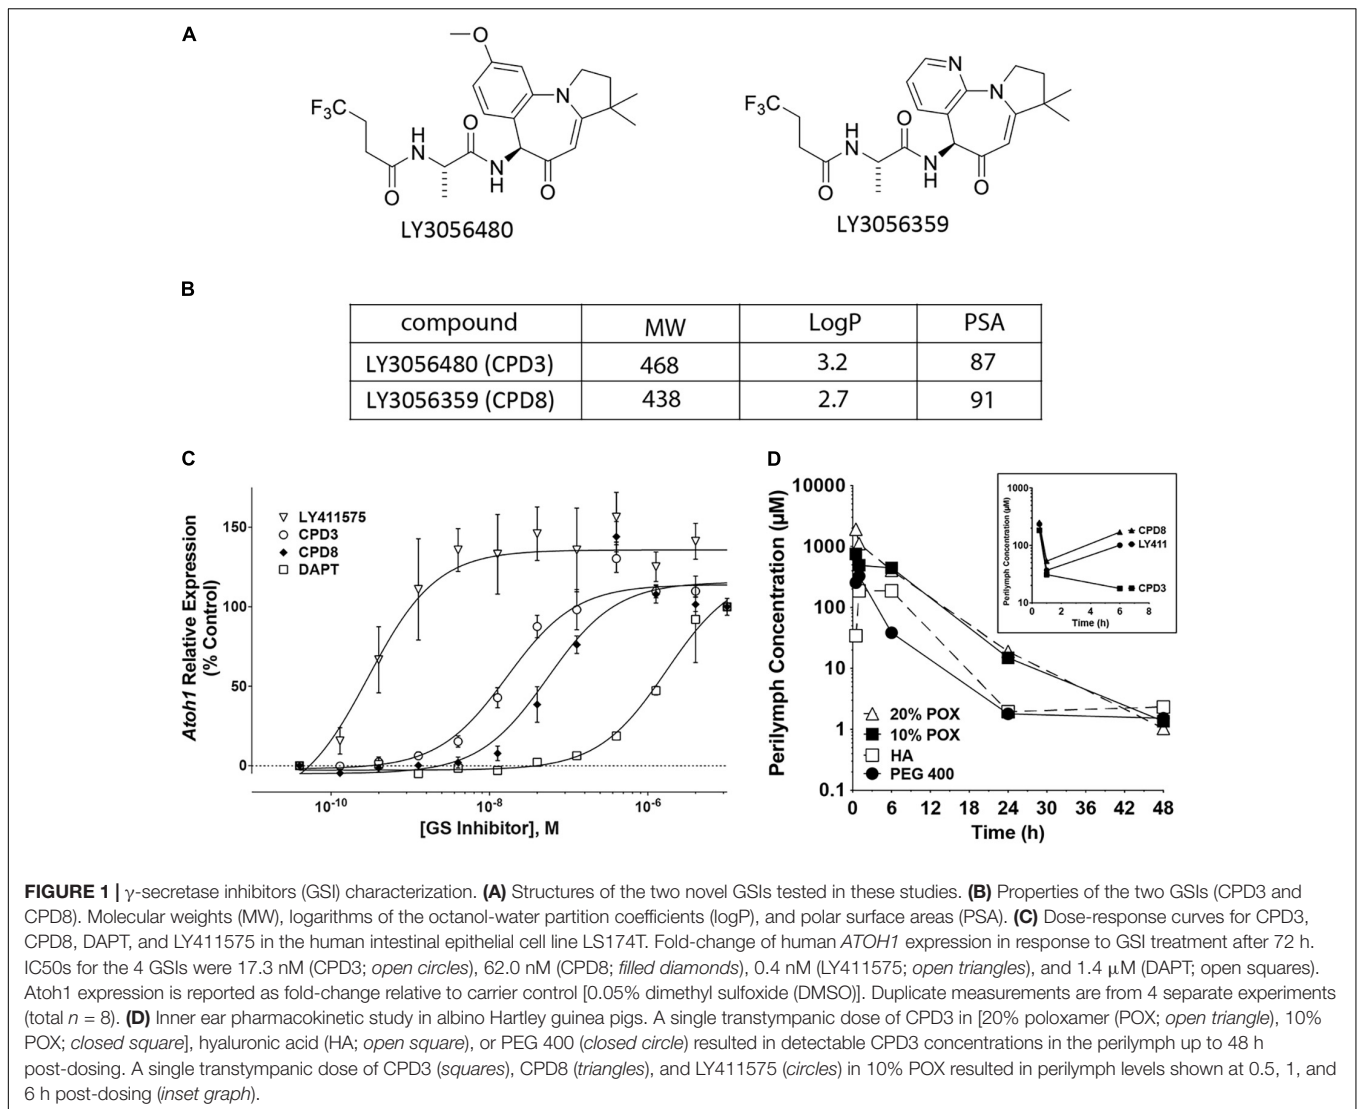 A
O
F3C
O
H
N
O
N
H
O
N
LY3056480
F3C
O
H
N
O
N
H
O
N
N
LY3056359
B
compound MW LogP PSA
LY3056480 (CPD3) 468 3.2 87
LY3056359 (CPD8) 438 2.7 91
C
Atoh1 Relative Expression
(% Control)
150
100
50
0
LY411575
CPD3
CPD8
DAPT
10-10 10-8 10-6
[GS Inhibitor], M
D
Perilymph Concentration (µM)
10000
1000
100
10
1
0.1
20% POX
10% POX
HA
PEG 400
0 6 12 18 24 30 36 42 48
Time (h)
Perilymph Concentration (µM)
1000
100
10
CPD8
LY411
CPD3
0 2 4 6 8
Time (h)
FIGURE 1 | γ-secretase inhibitors (GSI) characterization. (A) Structures of the two novel GSIs tested in these studies. (B) Properties of the two GSIs (CPD3 and
CPD8). Molecular weights (MW), logarithms of the octanol-water partition coefficients (logP), and polar surface areas (PSA). (C) Dose-response curves for CPD3,
CPD8, DAPT, and LY411575 in the human intestinal epithelial cell line LS174T. Fold-change of human ATOH1 expression in response to GSI treatment after 72 h.
IC50s for the 4 GSIs were 17.3 nM (CPD3; open circles), 62.0 nM (CPD8; filled diamonds), 0.4 nM (LY411575; open triangles), and 1.4 µM (DAPT; open squares).
Atoh1 expression is reported as fold-change relative to carrier control [0.05% dimethyl sulfoxide (DMSO)]. Duplicate measurements are from 4 separate experiments
(total n = 8). (D) Inner ear pharmacokinetic study in albino Hartley guinea pigs. A single transtympanic dose of CPD3 in [20% poloxamer (POX; open triangle), 10%
POX; closed square], hyaluronic acid (HA; open square), or PEG 400 (closed circle) resulted in detectable CPD3 concentrations in the perilymph up to 48 h
post-dosing. A single transtympanic dose of CPD3 (squares), CPD8 (triangles), and LY411575 (circles) in 10% POX resulted in perilymph levels shown at 0.5, 1, and
6 h post-dosing (inset graph).